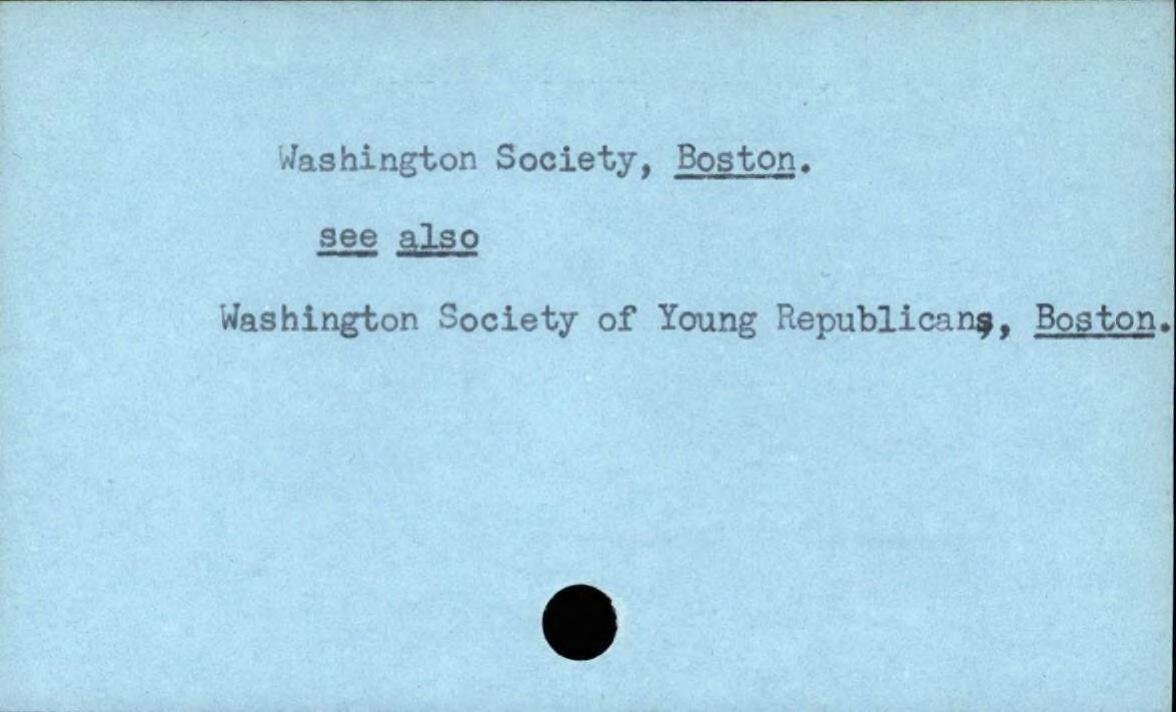 Washington Society, Boston.
see also
Washington Society of Young Republicans, Boston.